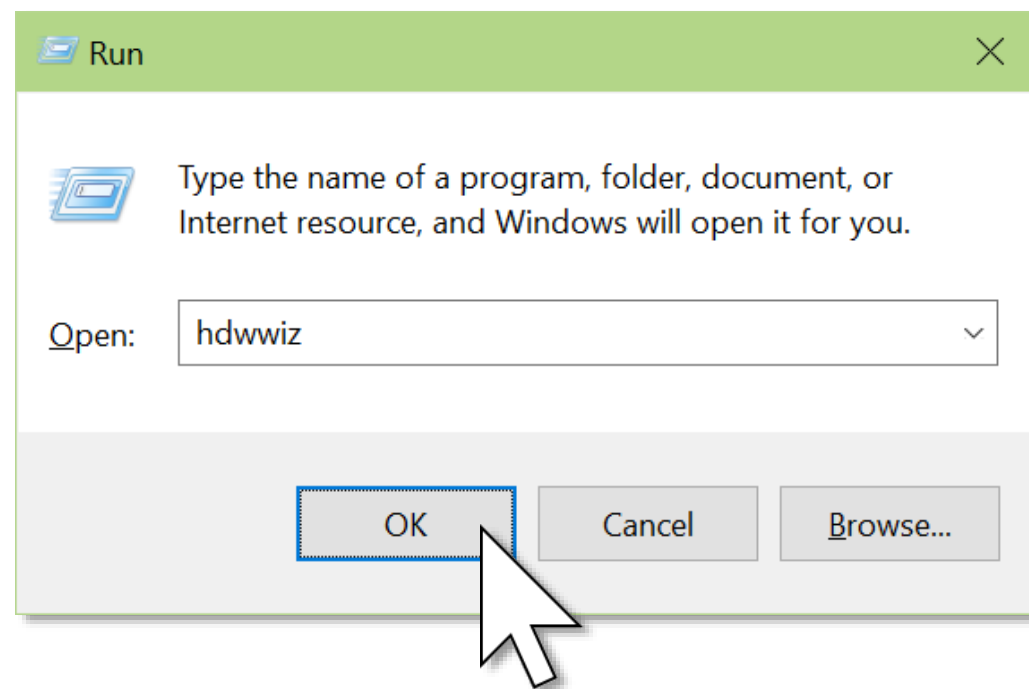 Run
Type the name of a program, folder, document, or
Internet resource, and Windows will open it for you.
Open: hdwwiz
OK Cancel Browse...